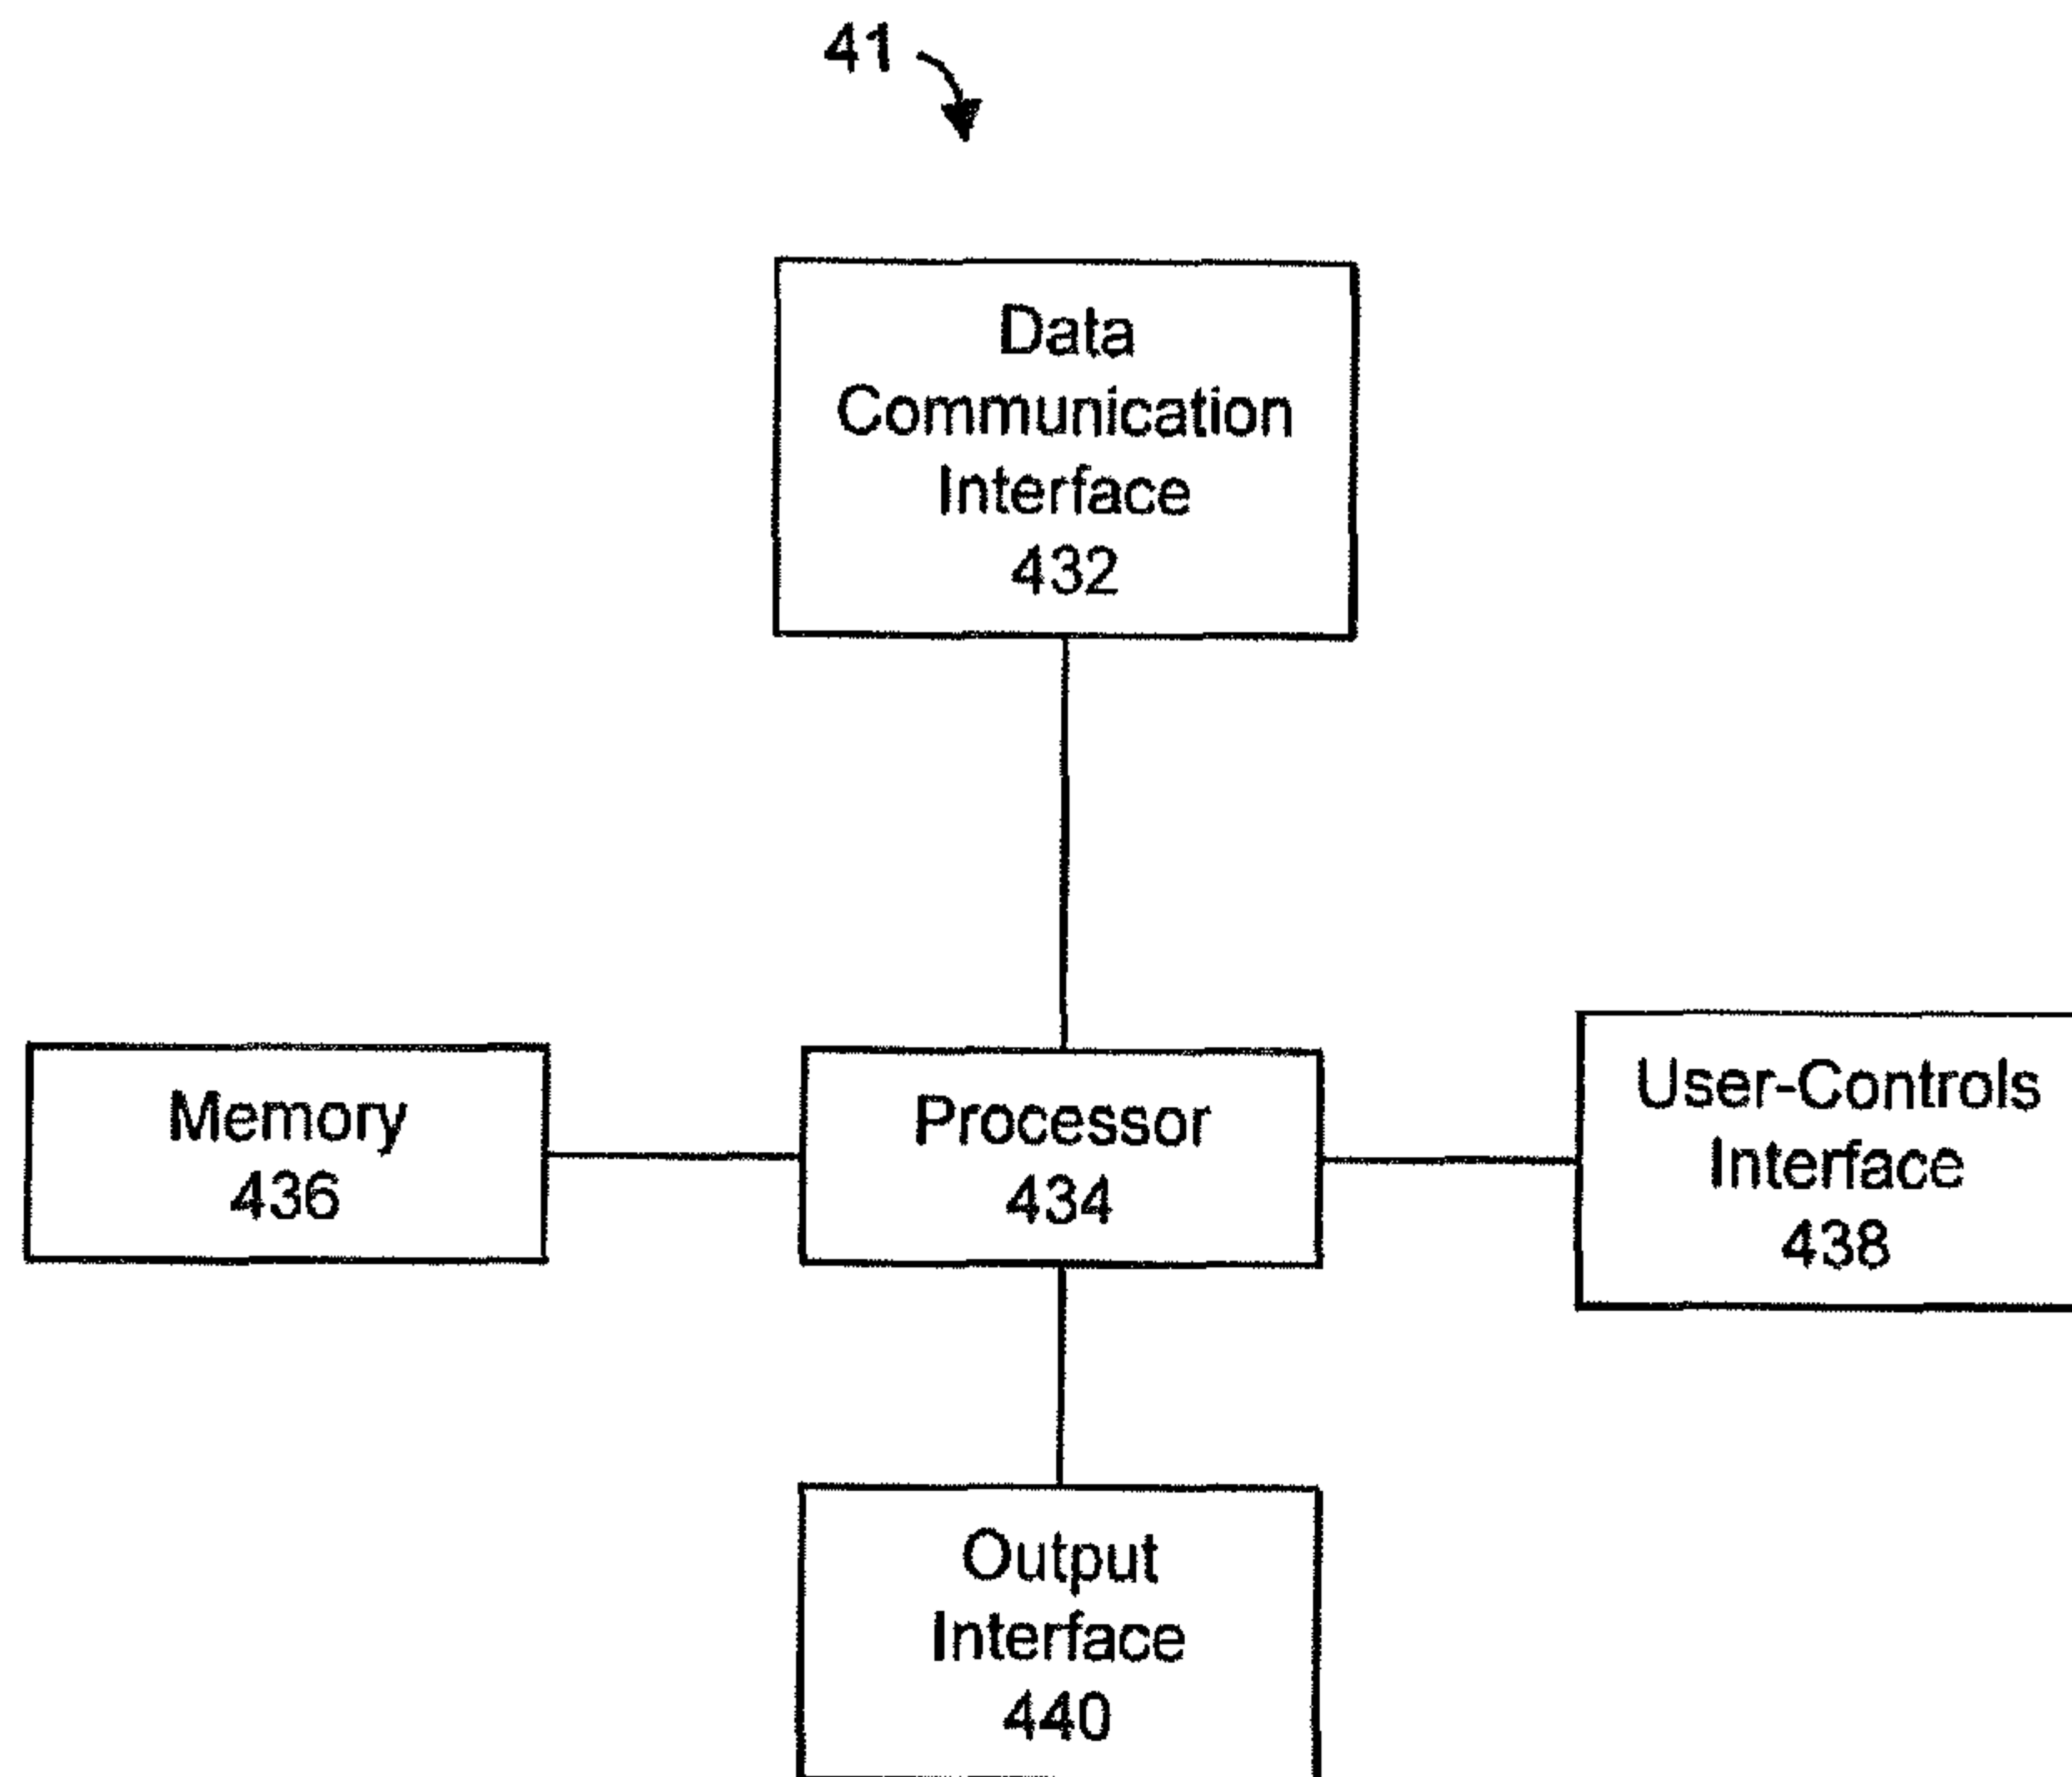 41
Data
Communication
Interface
432
Memory
436
Processor
434
User-Controls
Interface
438
Output
Interface
440